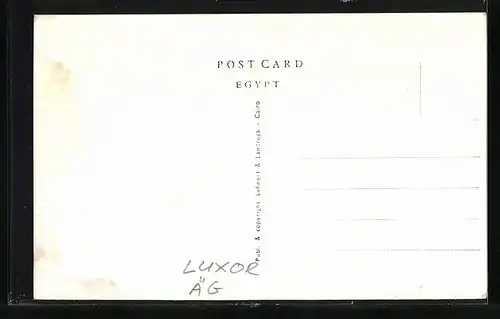 POST CARD
EGYPT
Publ. & copyright Lehnert & Landrock - Cairo
LUXOR
ÄG